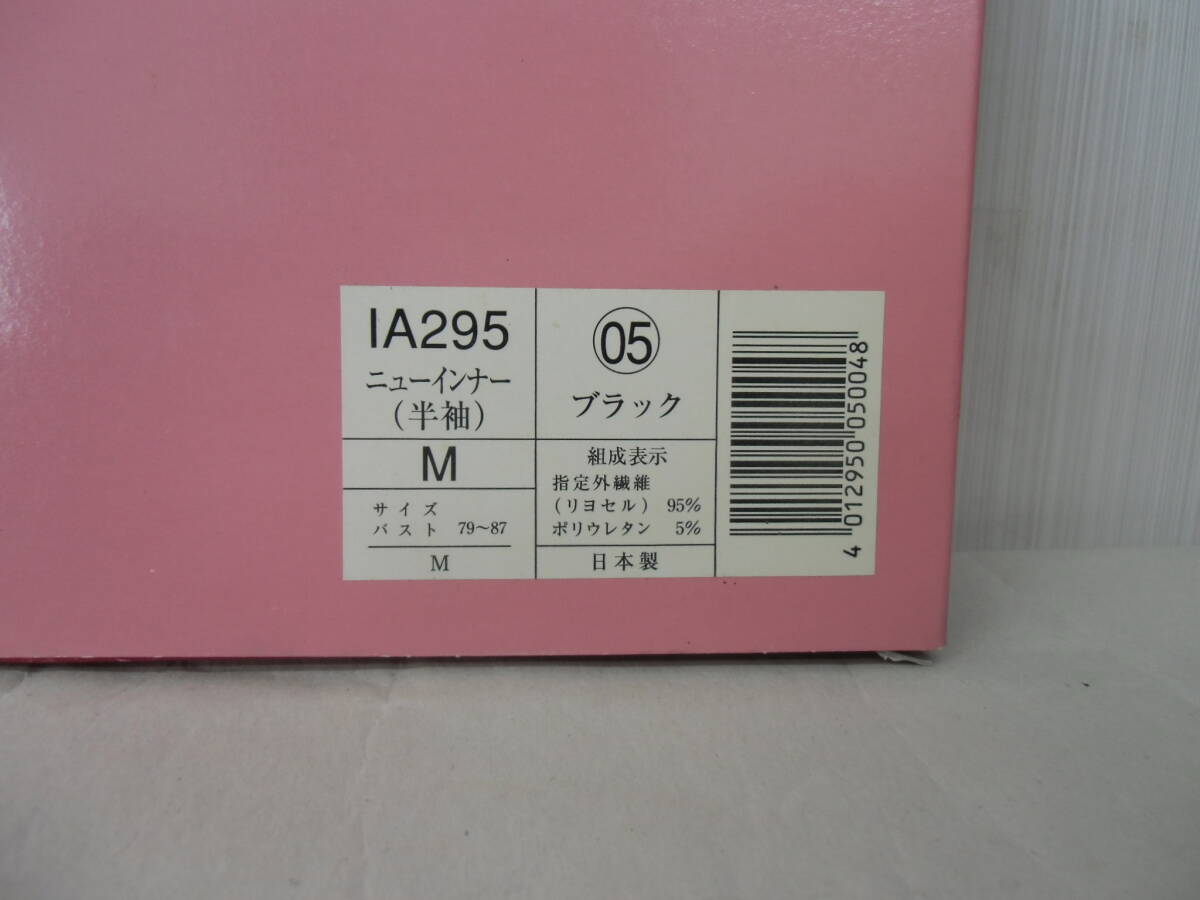 IA295
ニューインナー
(半袖)
M
サイズ
バスト 79〜87
M
05
ブラック
組成表示
指定外繊維
(リヨセル) 95%
ポリウレタン 5%
日本製
4 012950 050048